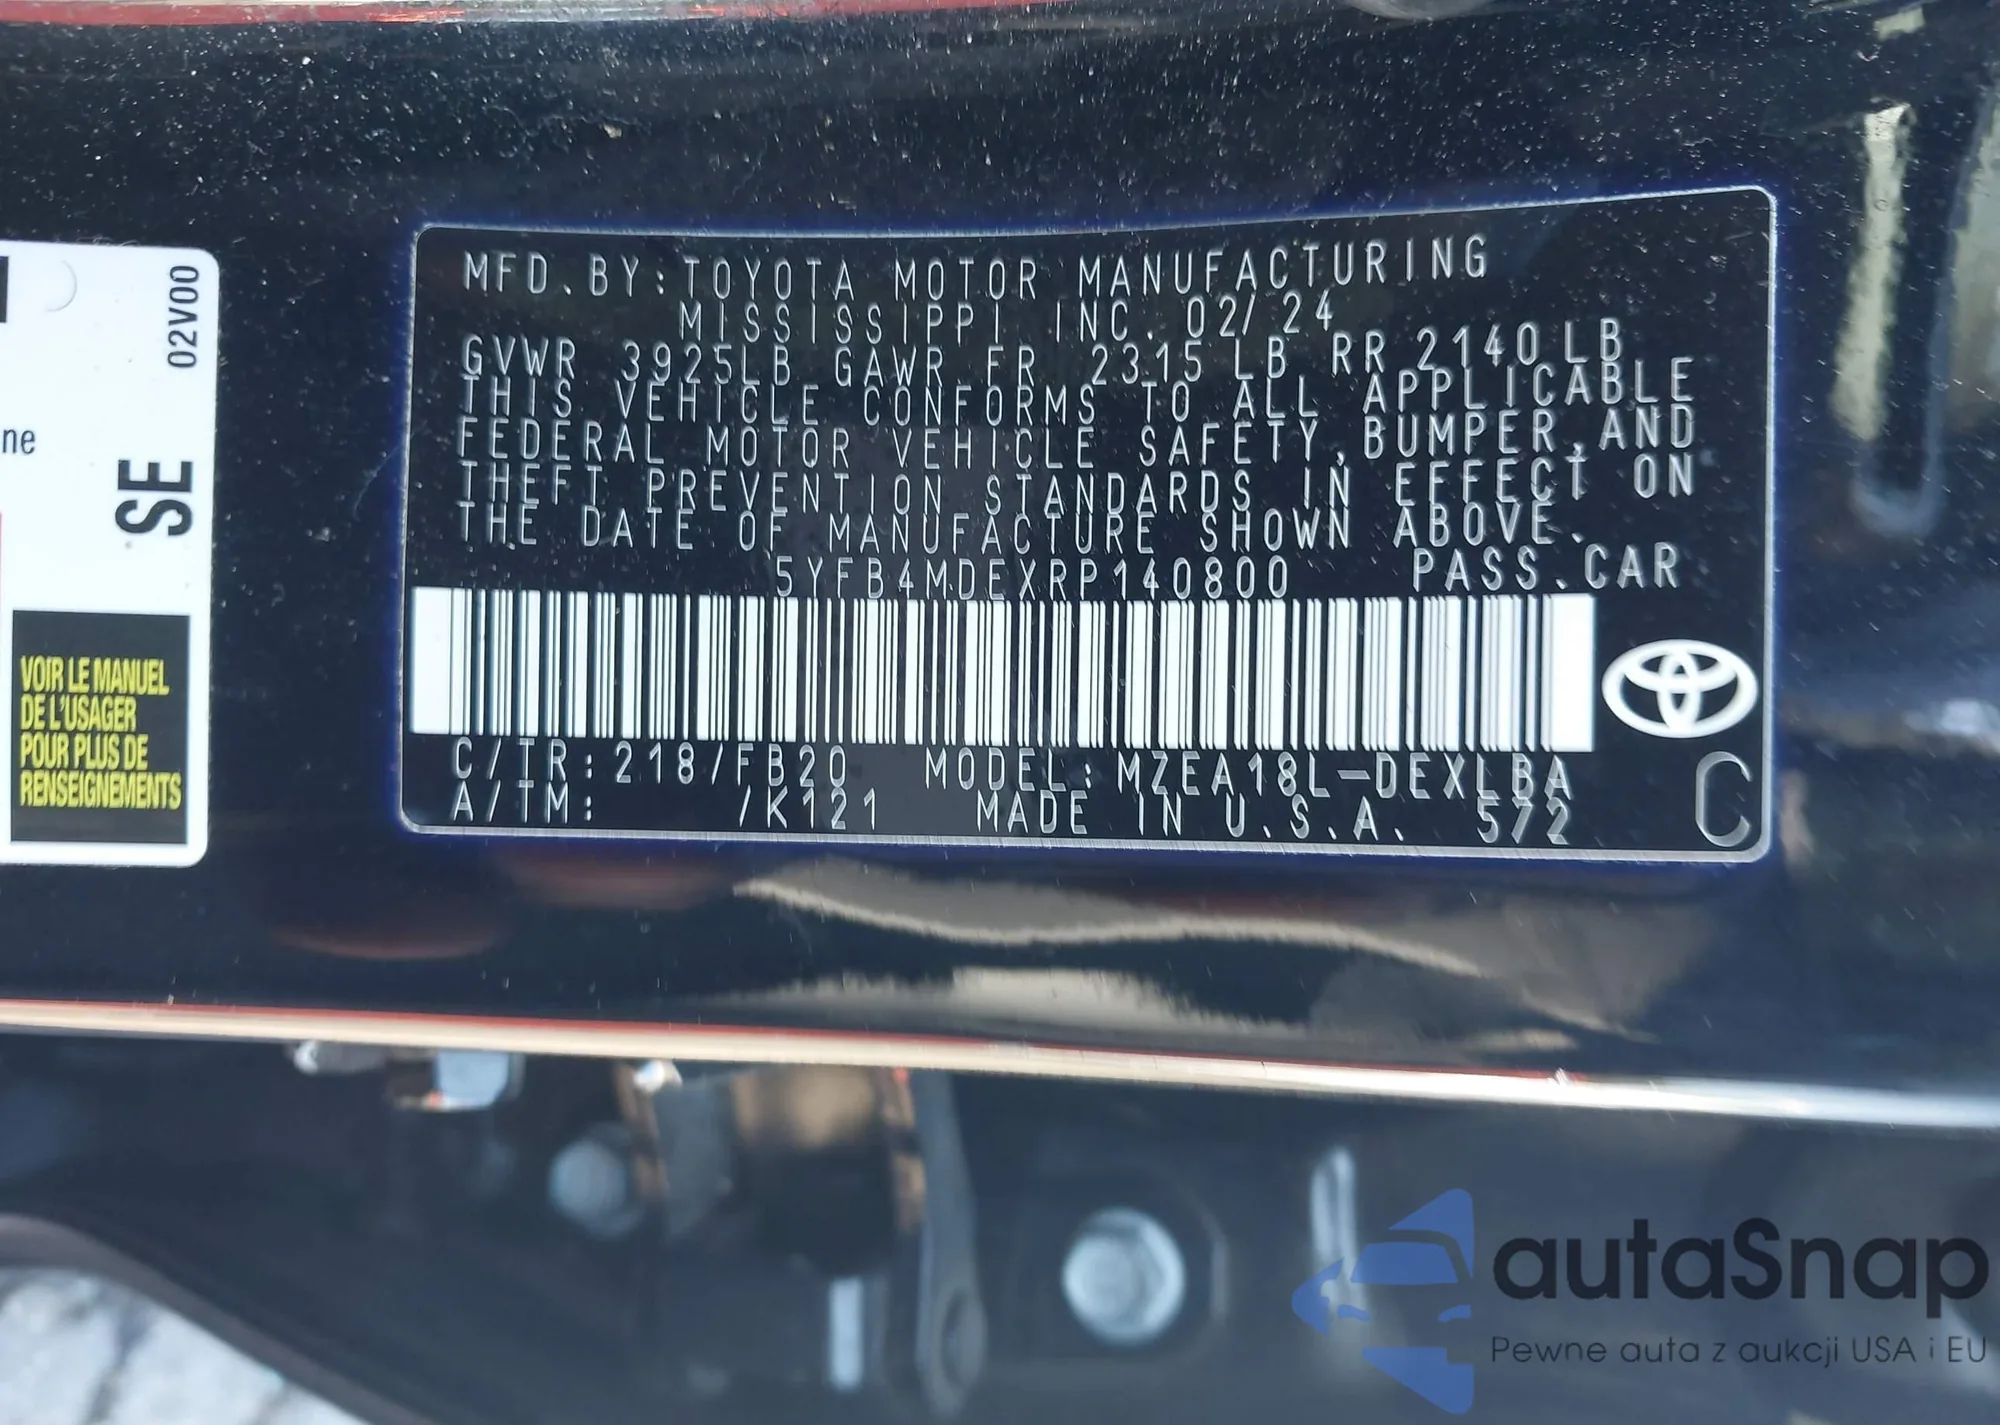 MFD. BY: TOYOTA MOTOR MANUFACTURING
MISSISSIPPI INC. 02/24
GVWR 3925LB GAWR FR 2315 LB RR 2140 LB
THIS VEHICLE CONFORMS TO ALL APPLICABLE
FEDERAL MOTOR VEHICLE SAFETY, BUMPER, AND
THEFT PREVENTION STANDARDS IN EFFECT ON
THE DATE OF MANUFACTURE SHOWN ABOVE.
5YFB4MDEXRP140800 PASS. CAR
C/TR: 218/FB20 MODEL: MZEA18L-DEXLBA
A/TM: /K121 MADE IN U.S.A. 572
C
02V00
SE
ne
VOIR LE MANUEL
DE L'USAGER
POUR PLUS DE
RENSEIGNEMENTS
autaSnap
Pewne auta z aukcji USA i EU